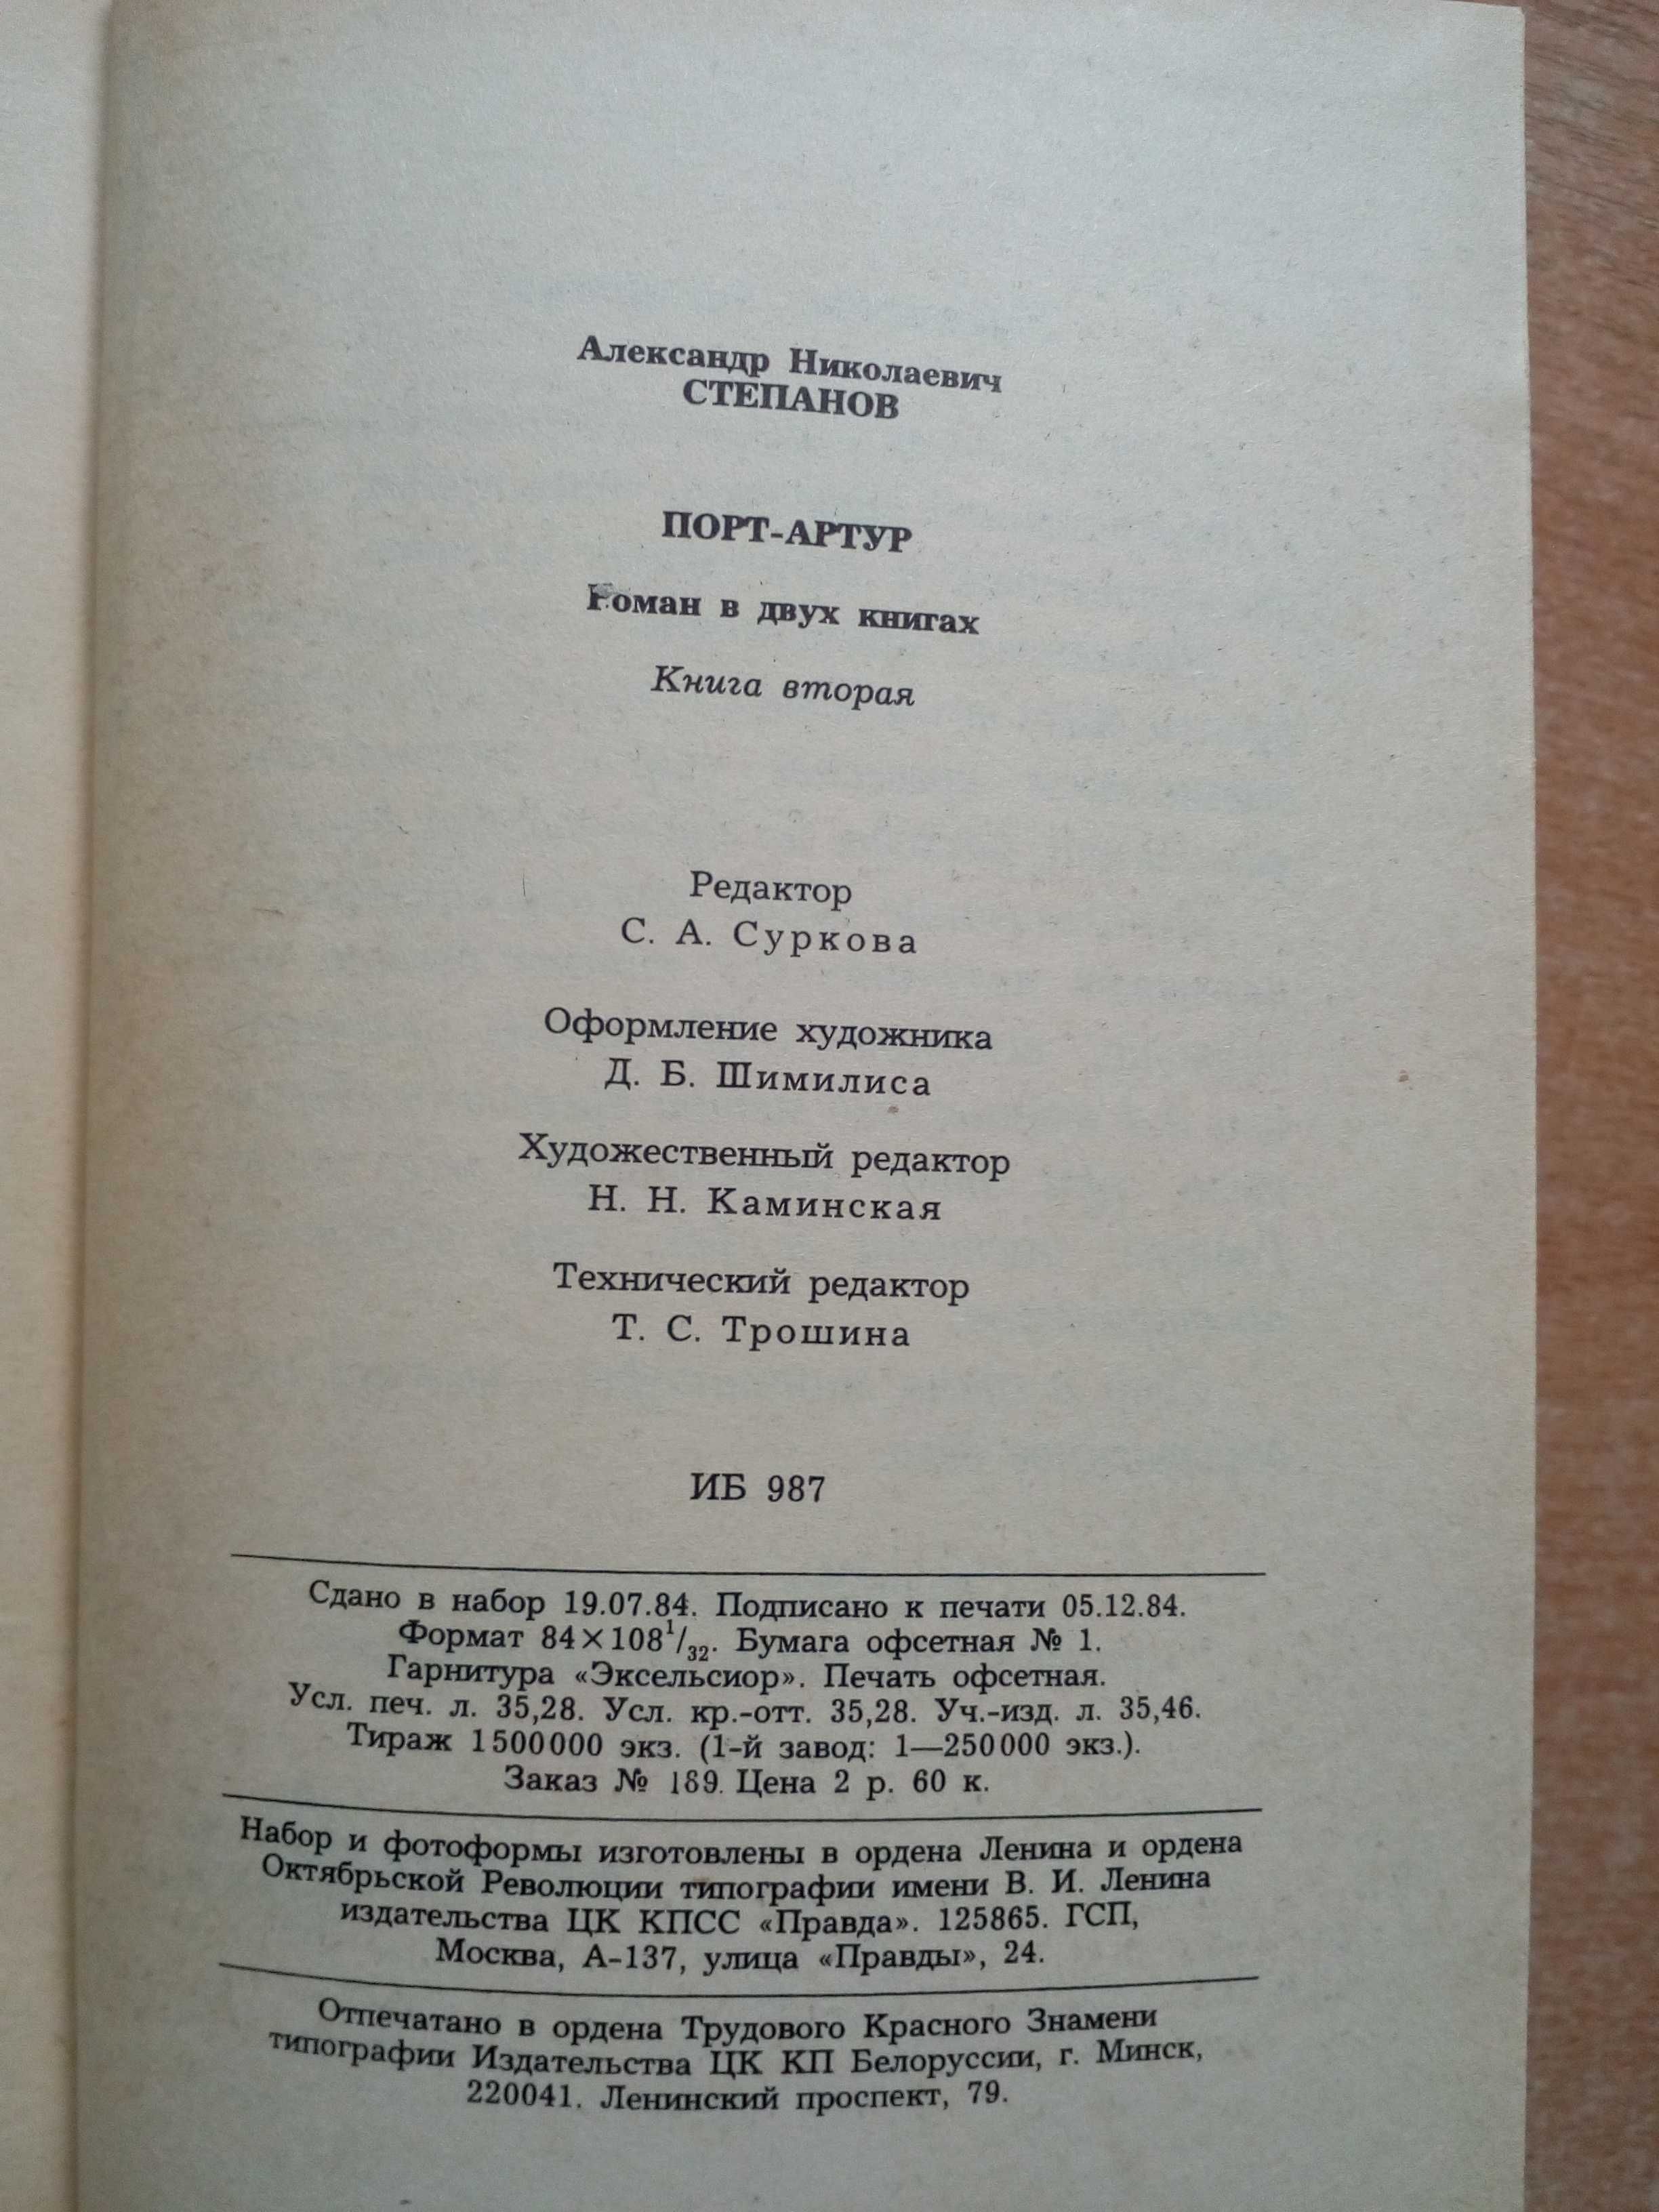 Александр Николаевич
СТЕПАНОВ
ПОРТ-АРТУР
Роман в двух книгах
Книга вторая
Редактор
С. А. Суркова
Оформление художника
Д. Б. Шимилиса
Художественный редактор
Н. Н. Каминская
Технический редактор
Т. С. Трошина
ИБ 987
Сдано в набор 19.07.84. Подписано к печати 05.12.84.
Формат 84×108¹/₃₂. Бумага офсетная № 1.
Гарнитура «Эксельсиор». Печать офсетная.
Усл. печ. л. 35,28. Усл. кр.-отт. 35,28. Уч.-изд. л. 35,46.
Тираж 1 500 000 экз. (1-й завод: 1—250 000 экз.).
Заказ № 189. Цена 2 р. 60 к.
Набор и фотоформы изготовлены в ордена Ленина и ордена
Октябрьской Революции типографии имени В. И. Ленина
издательства ЦК КПСС «Правда». 125865. ГСП,
Москва, А-137, улица «Правды», 24.
Отпечатано в ордена Трудового Красного Знамени
типографии Издательства ЦК КП Белоруссии, г. Минск,
220041. Ленинский проспект, 79.